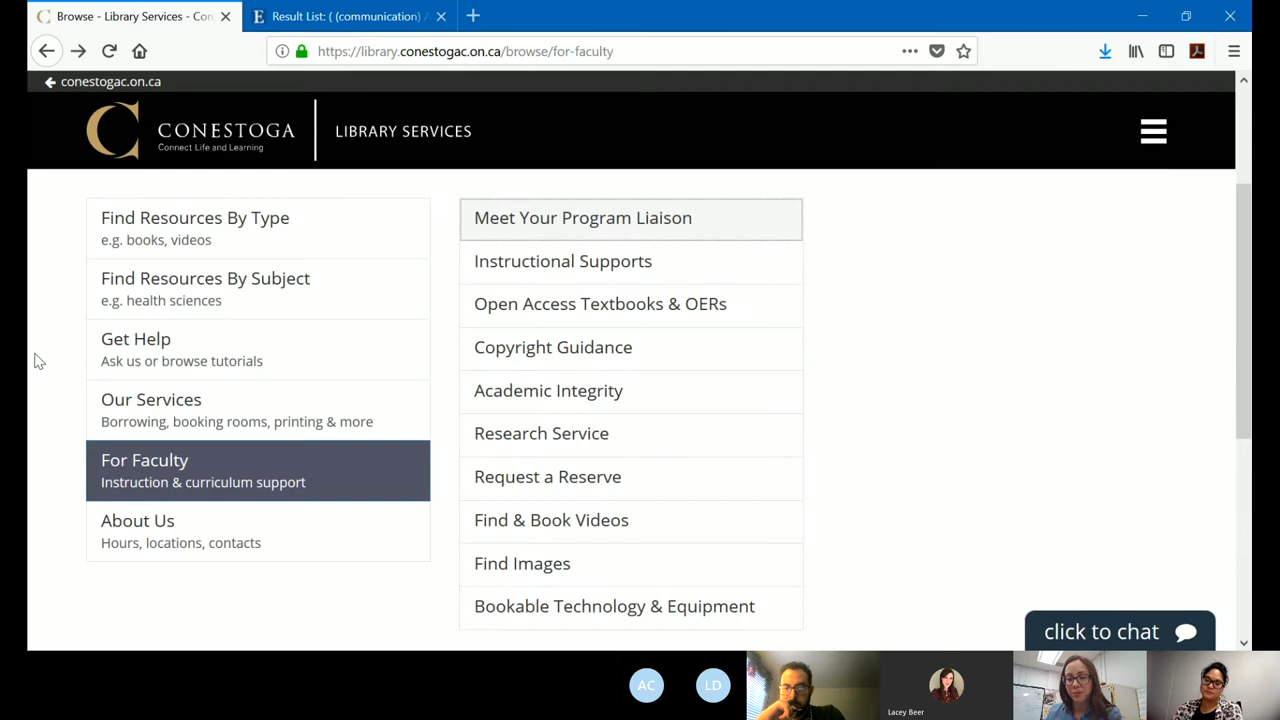 Browse - Library Services - Con
Result List: ( (communication) A
https://library.conestogac.on.ca/browse/for-faculty
conestogac.on.ca
CONESTOGA
Connect Life and Learning
LIBRARY SERVICES
Find Resources By Type
e.g. books, videos
Find Resources By Subject
e.g. health sciences
Get Help
Ask us or browse tutorials
Our Services
Borrowing, booking rooms, printing & more
For Faculty
Instruction & curriculum support
About Us
Hours, locations, contacts
Meet Your Program Liaison
Instructional Supports
Open Access Textbooks & OERs
Copyright Guidance
Academic Integrity
Research Service
Request a Reserve
Find & Book Videos
Find Images
Bookable Technology & Equipment
click to chat
AC
LD
Lacey Beer